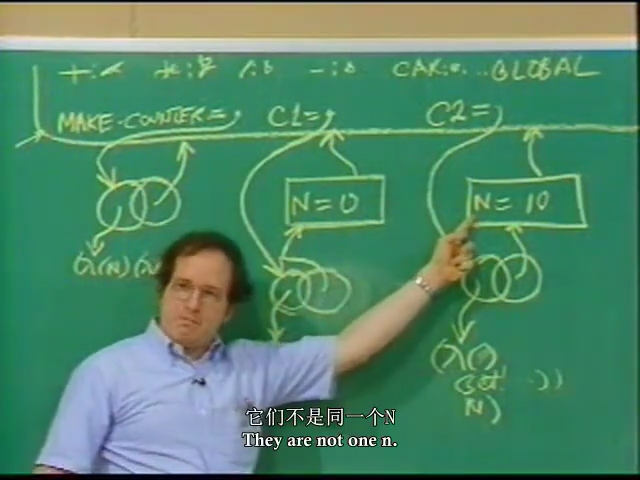 +: *: /: -: CAR: ... GLOBAL
MAKE-COUNTER= C1= C2=
N = 0
N = 10
(λ(N) (λ
(λ()
(set! ...))
N)
它们不是同一个N
They are not one n.